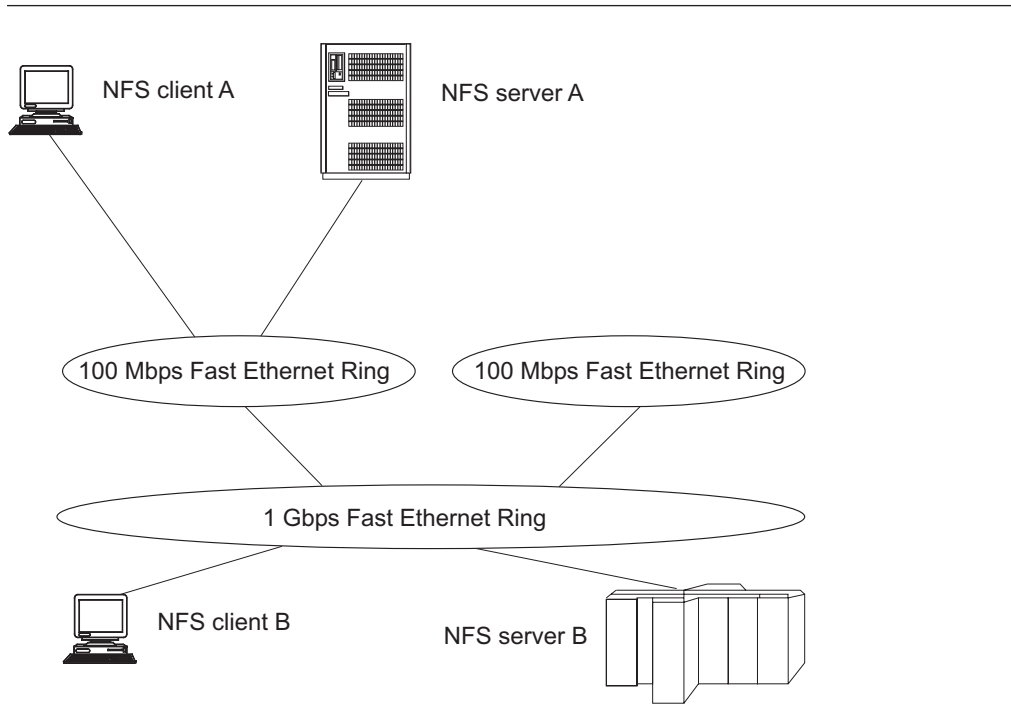 NFS client A
NFS server A
100 Mbps Fast Ethernet Ring
100 Mbps Fast Ethernet Ring
1 Gbps Fast Ethernet Ring
NFS client B
NFS server B